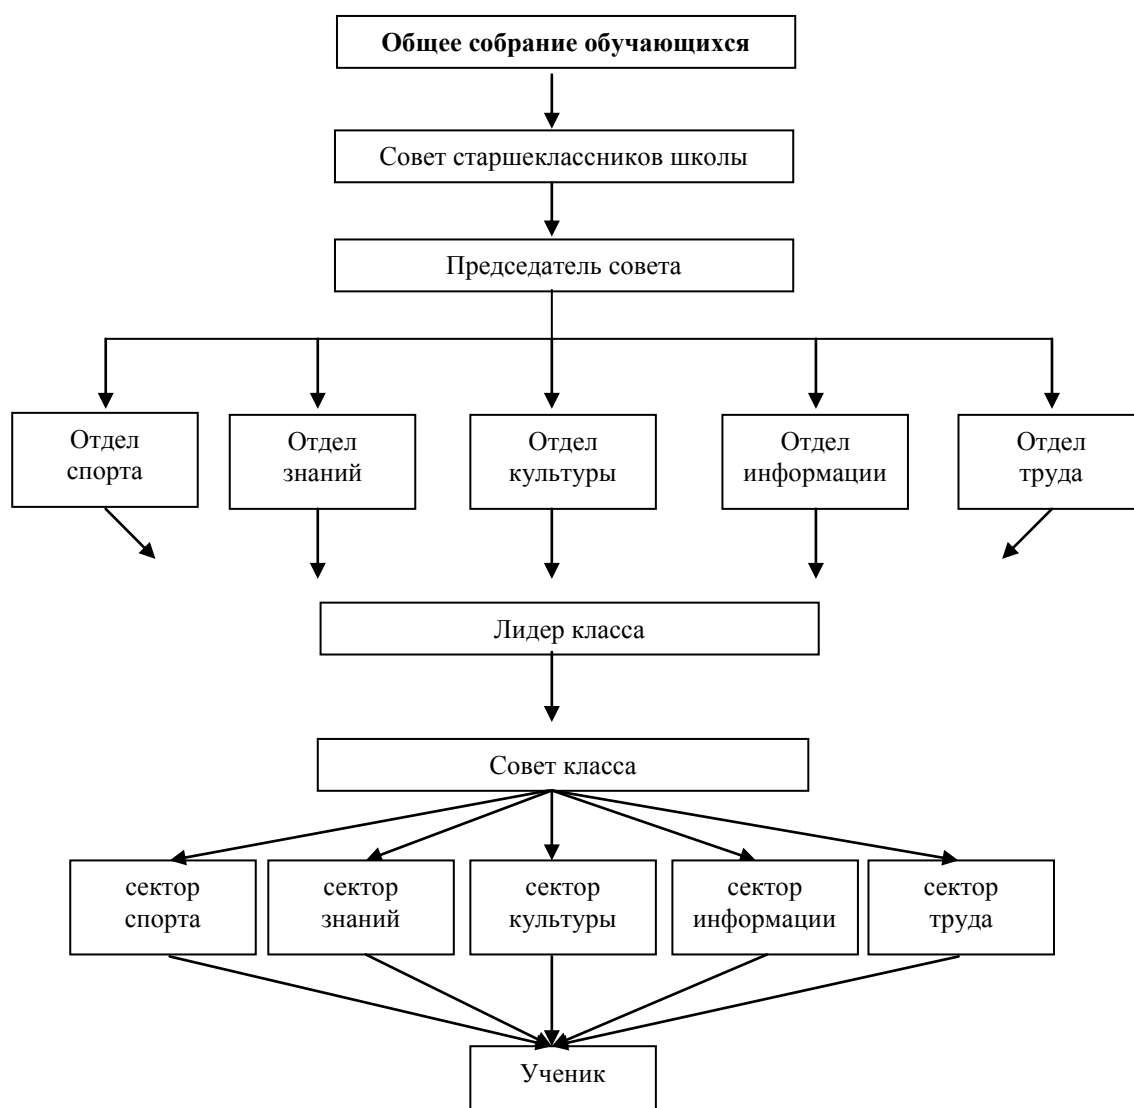 Общее собрание обучающихся
Совет старшеклассников школы
Председатель совета
Отдел
спорта
Отдел
знаний
Отдел
культуры
Отдел
информации
Отдел
труда
Лидер класса
Совет класса
сектор
спорта
сектор
знаний
сектор
культуры
сектор
информации
сектор
труда
Ученик